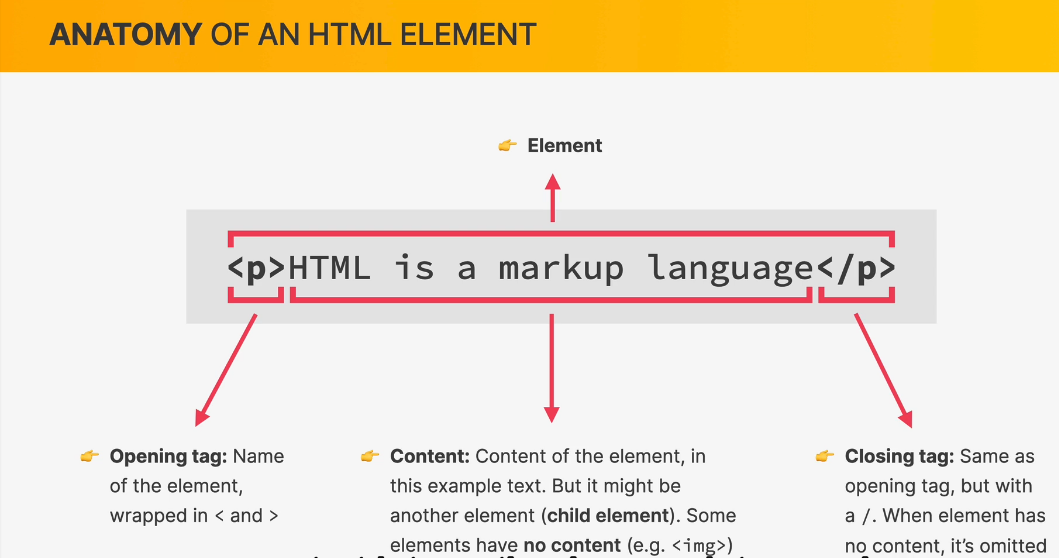 ANATOMY OF AN HTML ELEMENT
👉 Element
<p>HTML is a markup language</p>
👉 Opening tag: Name
of the element,
wrapped in < and >
👉 Content: Content of the element, in
this example text. But it might be
another element (child element). Some
elements have no content (e.g. <img>)
👉 Closing tag: Same as
opening tag, but with
a /. When element has
no content, it’s omitted